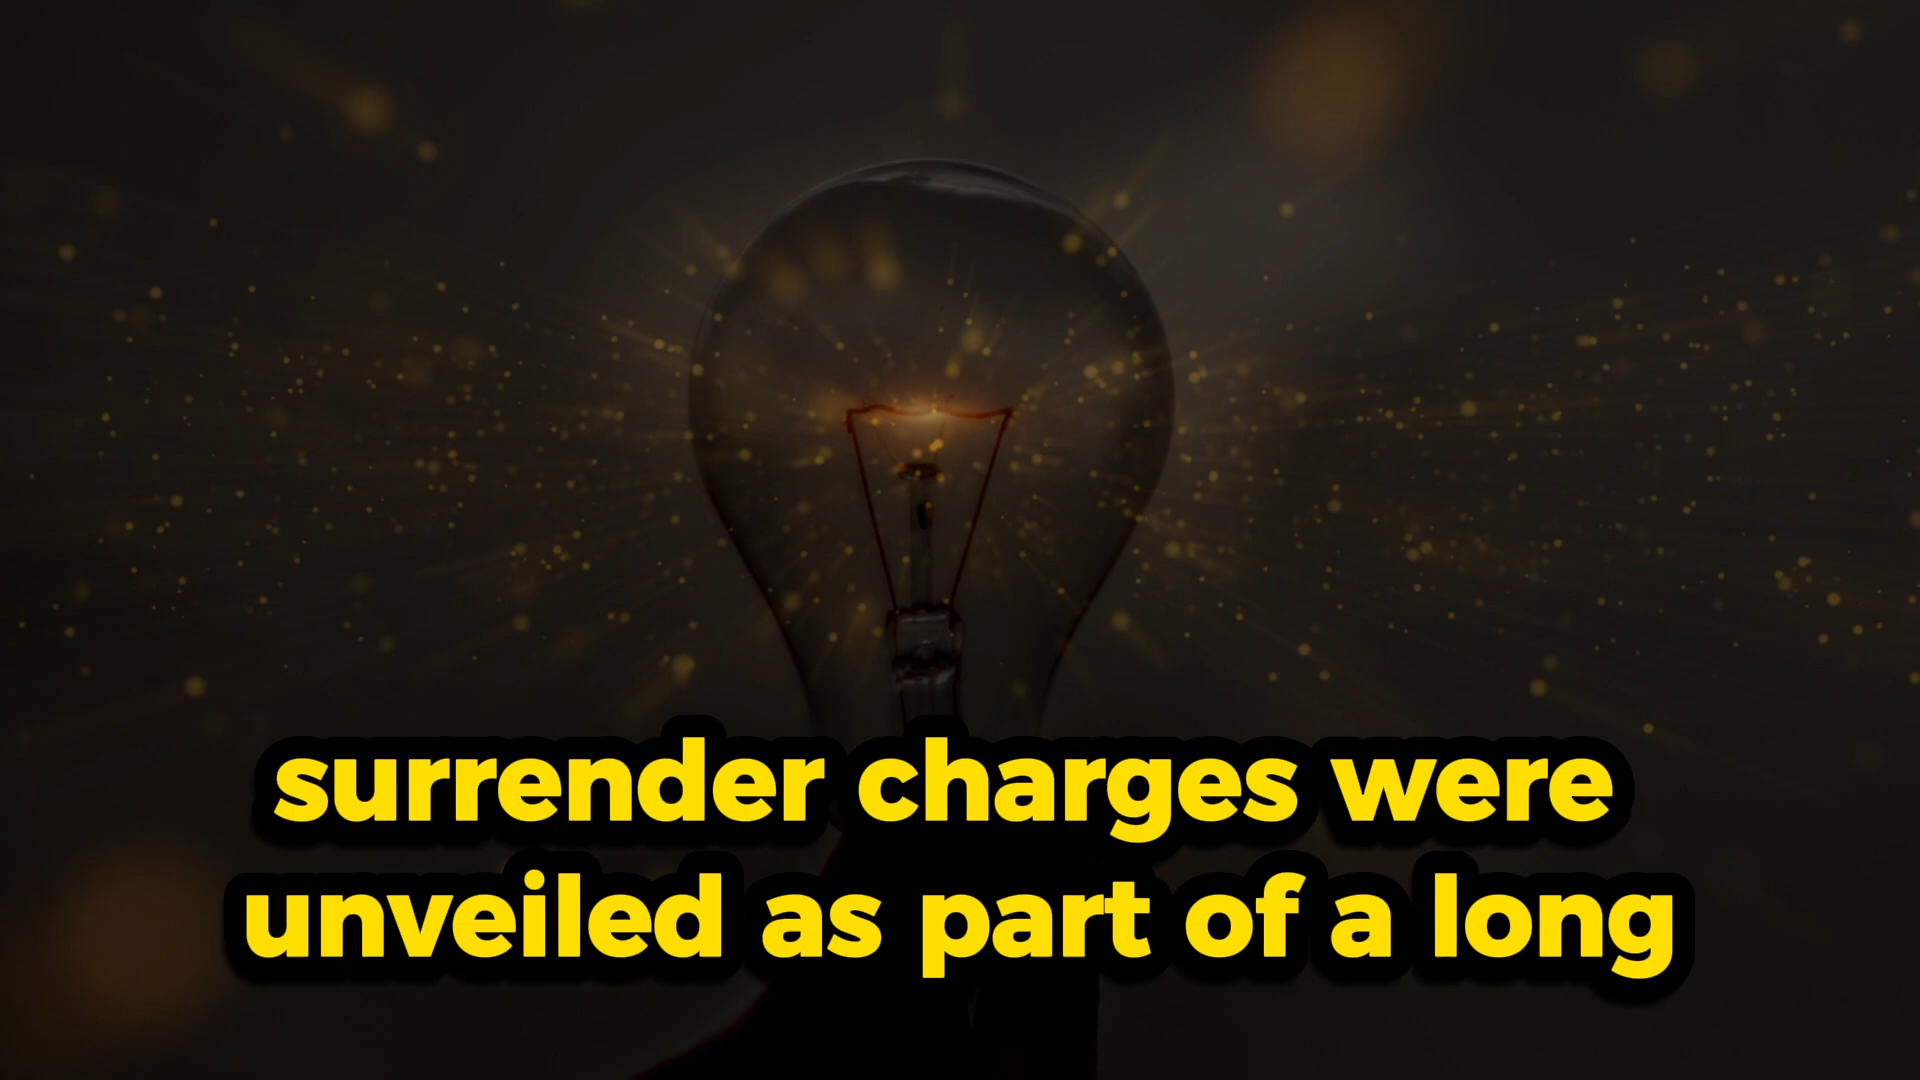 surrender charges were
unveiled as part of a long